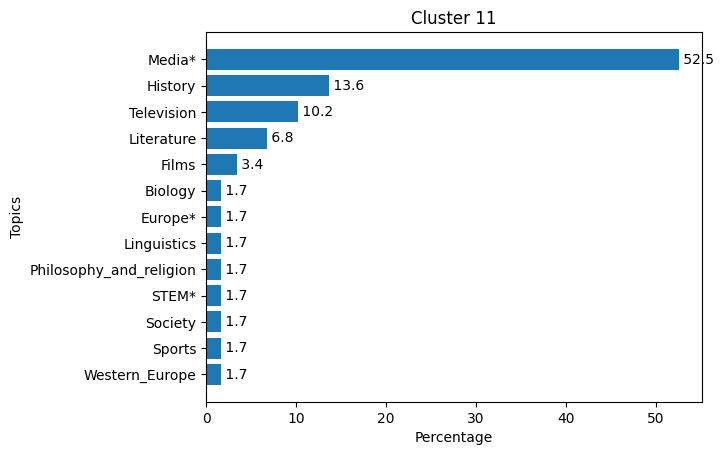 Cluster 11
Media* 52.5
History 13.6
Television 10.2
Literature 6.8
Films 3.4
Biology 1.7
Europe* 1.7
Linguistics 1.7
Philosophy_and_religion 1.7
STEM* 1.7
Society 1.7
Sports 1.7
Western_Europe 1.7
Topics
0 10 20 30 40 50
Percentage